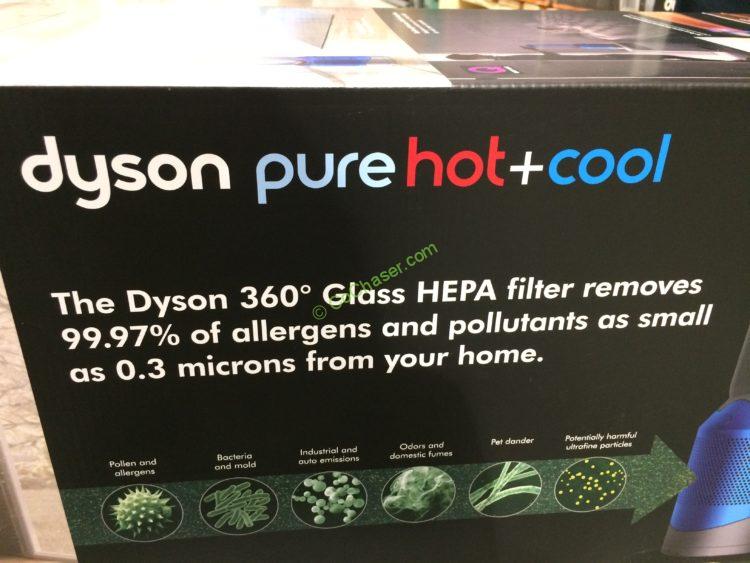 dyson pure hot+cool
© CoChaser.com
The Dyson 360° Glass HEPA filter removes
99.97% of allergens and pollutants as small
as 0.3 microns from your home.
Pollen and
allergens
Bacteria
and mold
Industrial and
auto emissions
Odors and
domestic fumes
Pet dander
Potentially harmful
ultrafine particles